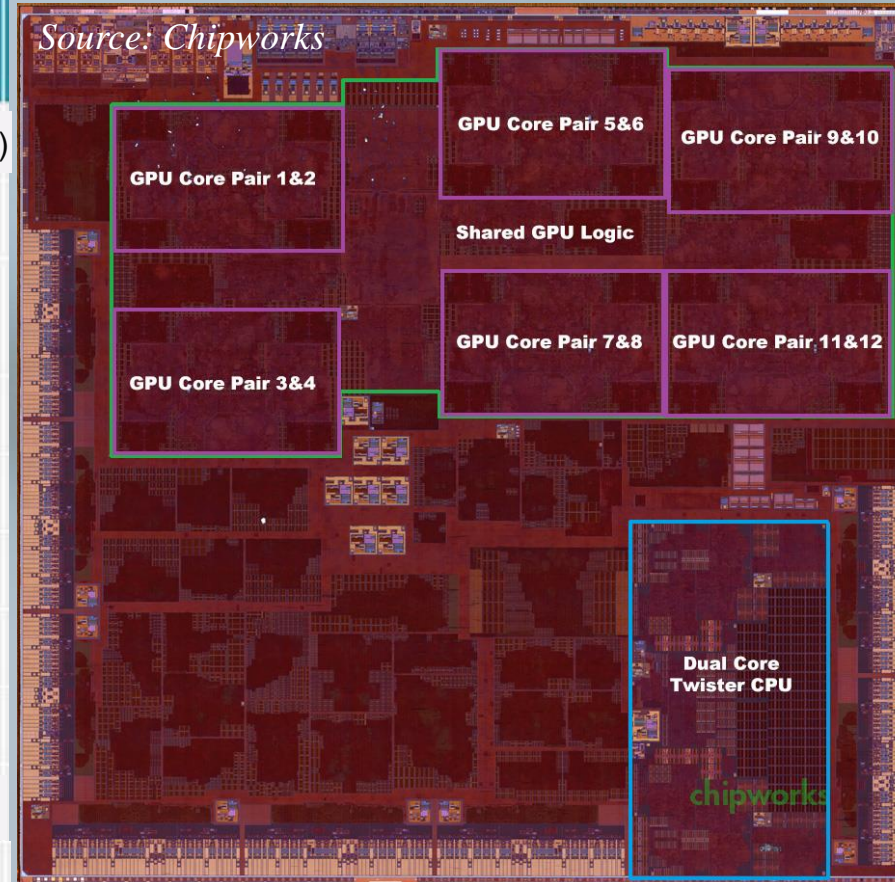 Source: Chipworks
)
GPU Core Pair 5&6
GPU Core Pair 9&10
GPU Core Pair 1&2
Shared GPU Logic
GPU Core Pair 7&8
GPU Core Pair 11&12
GPU Core Pair 3&4
Dual Core
Twister CPU
chipworks